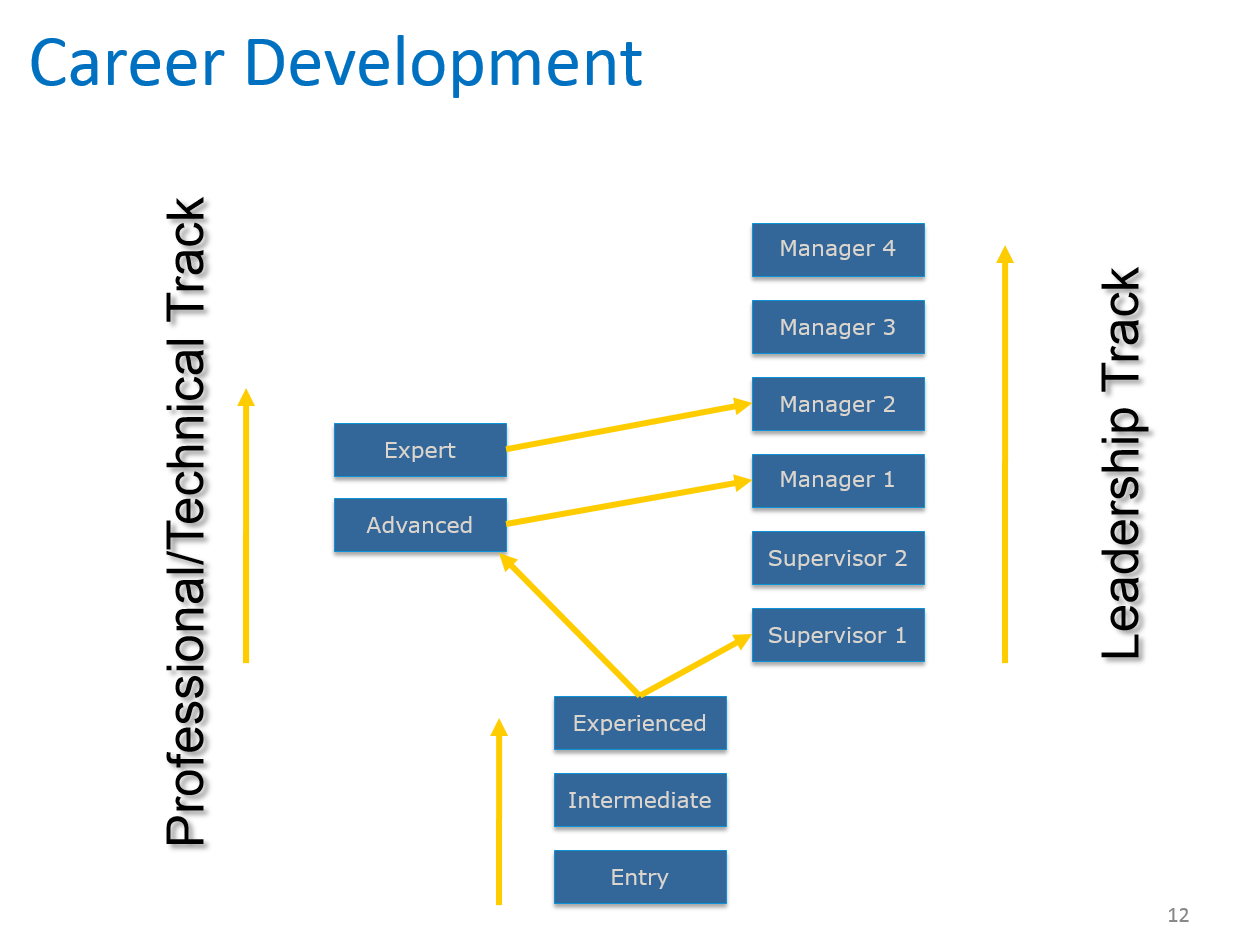 Career Development
Professional/Technical Track
Leadership Track
Manager 4
Manager 3
Manager 2
Manager 1
Supervisor 2
Supervisor 1
Expert
Advanced
Experienced
Intermediate
Entry
12